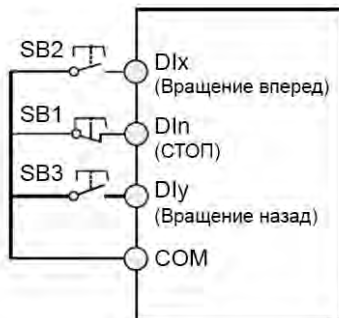 SB2
DIx
(Вращение вперед)
SB1
DIn
(СТОП)
SB3
DIy
(Вращение назад)
COM